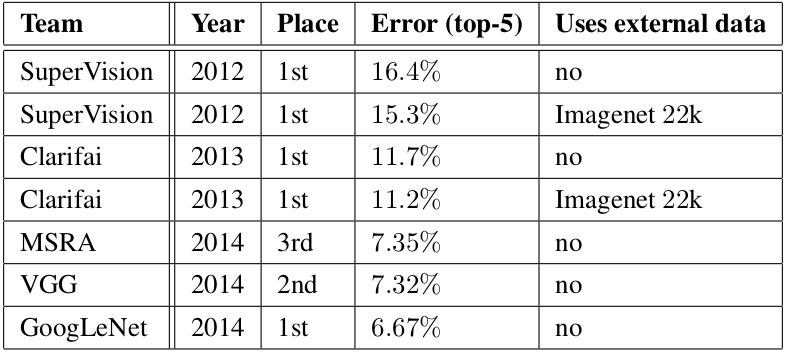 Team Year Place Error (top-5) Uses external data
SuperVision 2012 1st 16.4% no
SuperVision 2012 1st 15.3% Imagenet 22k
Clarifai 2013 1st 11.7% no
Clarifai 2013 1st 11.2% Imagenet 22k
MSRA 2014 3rd 7.35% no
VGG 2014 2nd 7.32% no
GoogLeNet 2014 1st 6.67% no